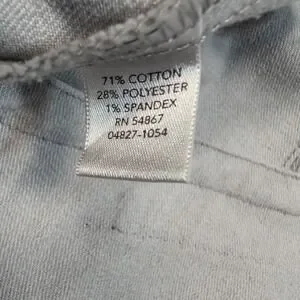 71% COTTON
28% POLYESTER
1% SPANDEX
RN 54867
04827-1054